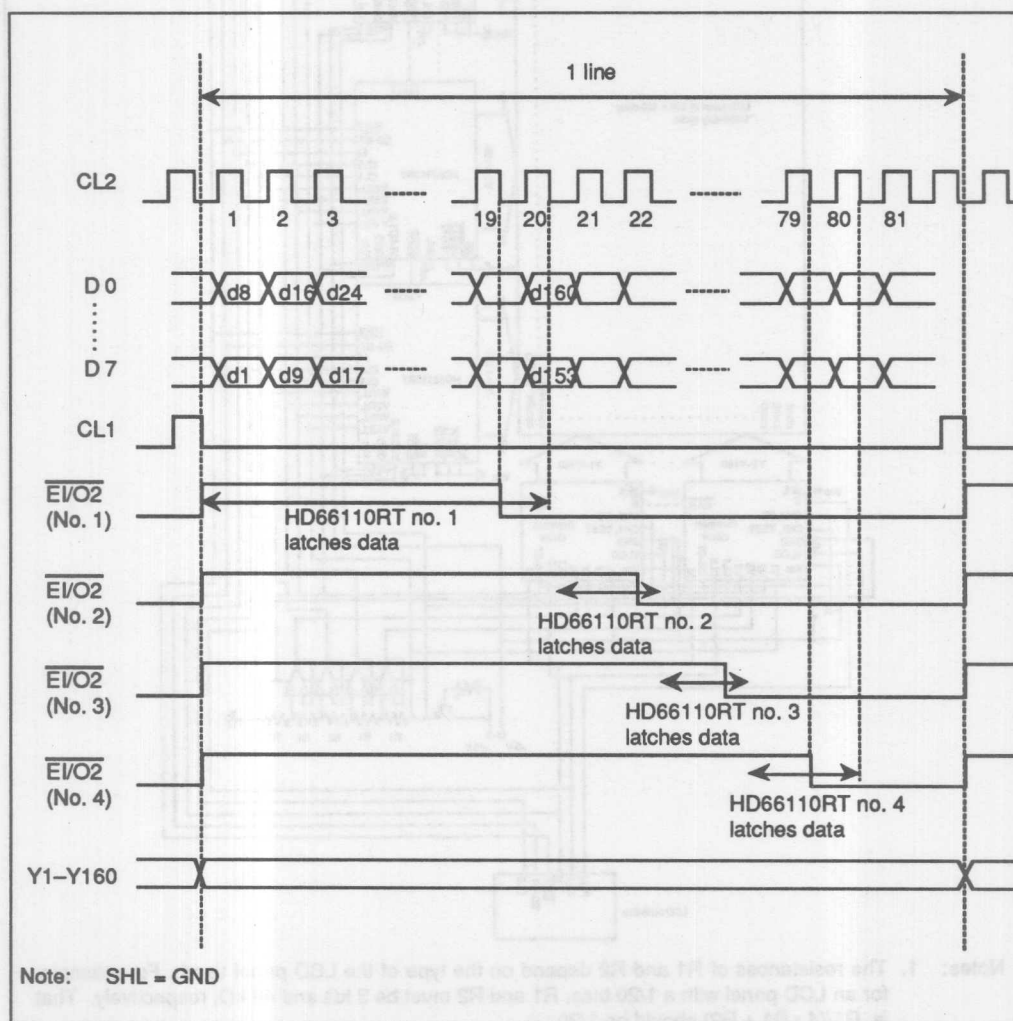 1 line
CL2
1 2 3 19 20 21 22 79 80 81
D 0
d8 d16 d24 d160
D 7
d1 d9 d17 d153
CL1
EI/O2
(No. 1)
HD66110RT no. 1
latches data
EI/O2
(No. 2)
HD66110RT no. 2
latches data
EI/O2
(No. 3)
HD66110RT no. 3
latches data
EI/O2
(No. 4)
HD66110RT no. 4
latches data
Y1–Y160
Note: SHL = GND